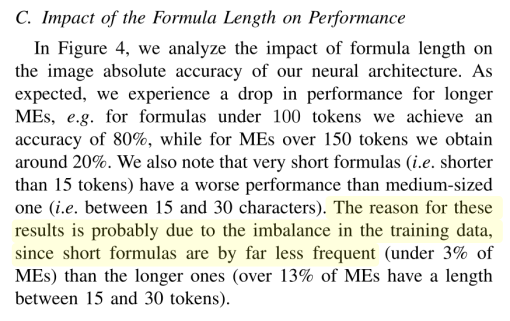 C. Impact of the Formula Length on Performance
In Figure 4, we analyze the impact of formula length on
the image absolute accuracy of our neural architecture. As
expected, we experience a drop in performance for longer
MEs, e.g. for formulas under 100 tokens we achieve an
accuracy of 80%, while for MEs over 150 tokens we obtain
around 20%. We also note that very short formulas (i.e. shorter
than 15 tokens) have a worse performance than medium-sized
one (i.e. between 15 and 30 characters). The reason for these
results is probably due to the imbalance in the training data,
since short formulas are by far less frequent (under 3% of
MEs) than the longer ones (over 13% of MEs have a length
between 15 and 30 tokens).